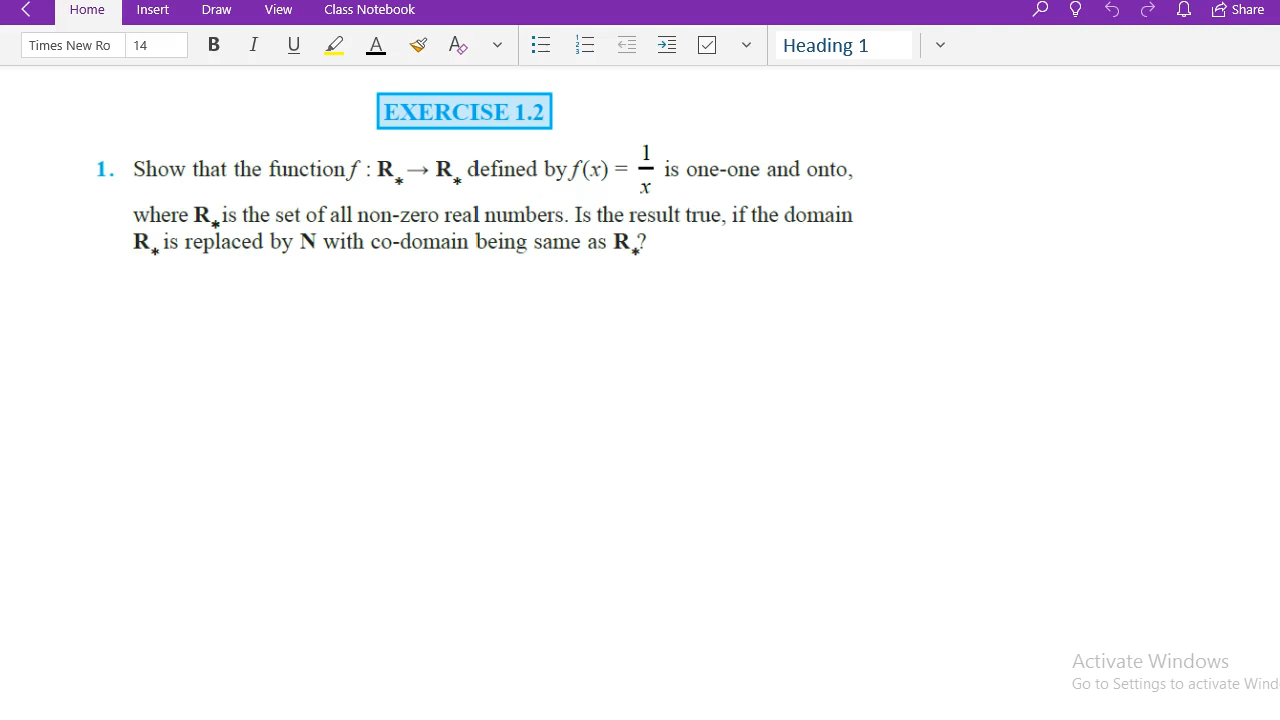 Home Insert Draw View Class Notebook Share
Times New Ro 14 B I U A A Heading 1
EXERCISE 1.2
1. Show that the function f : R* → R* defined by f(x) = 1/x is one-one and onto,
where R* is the set of all non-zero real numbers. Is the result true, if the domain
R* is replaced by N with co-domain being same as R*?
Activate Windows
Go to Settings to activate Wind